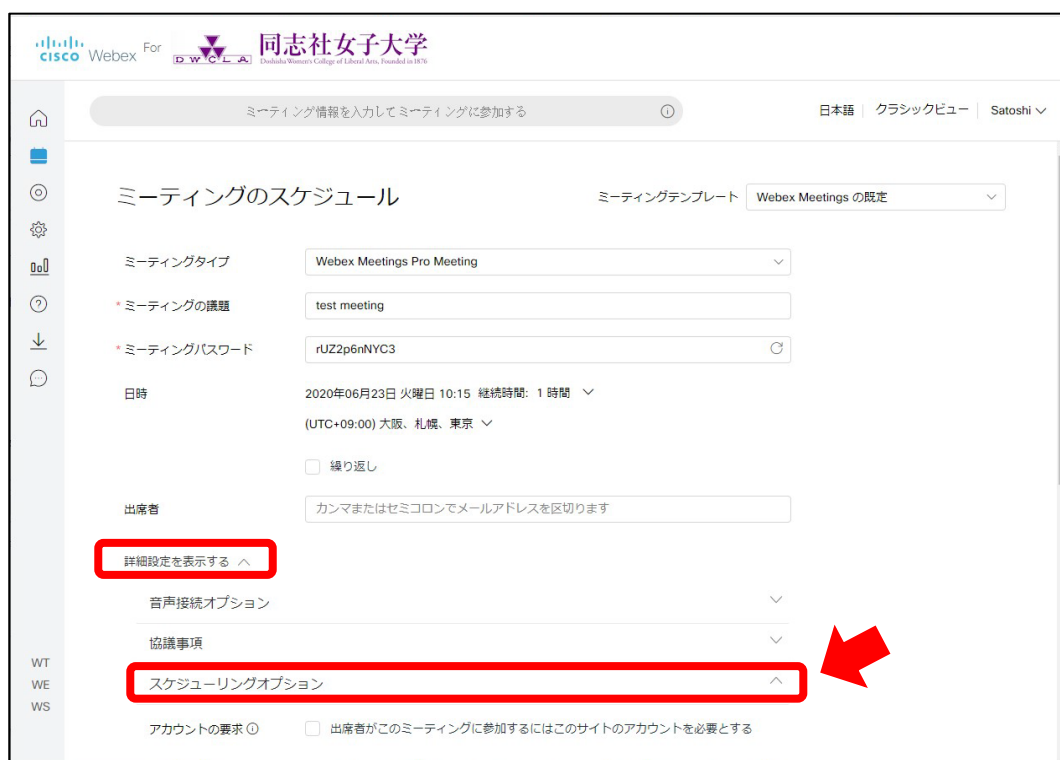 CISCO Webex For DWCLA 同志社女子大学
Doshisha Women's College of Liberal Arts, Founded in 1876
ミーティング情報を入力してミーティングに参加する
日本語 クラシックビュー Satoshi
ミーティングのスケジュール
ミーティングテンプレート Webex Meetings の既定
ミーティングタイプ Webex Meetings Pro Meeting
* ミーティングの議題 test meeting
* ミーティングパスワード rUZ2p6nNYC3
日時 2020年06月23日 火曜日 10:15 継続時間: 1 時間
(UTC+09:00) 大阪、札幌、東京
繰り返し
出席者 カンマまたはセミコロンでメールアドレスを区切ります
詳細設定を表示する
音声接続オプション
協議事項
スケジューリングオプション
アカウントの要求 出席者がこのミーティングに参加するにはこのサイトのアカウントを必要とする
WT
WE
WS